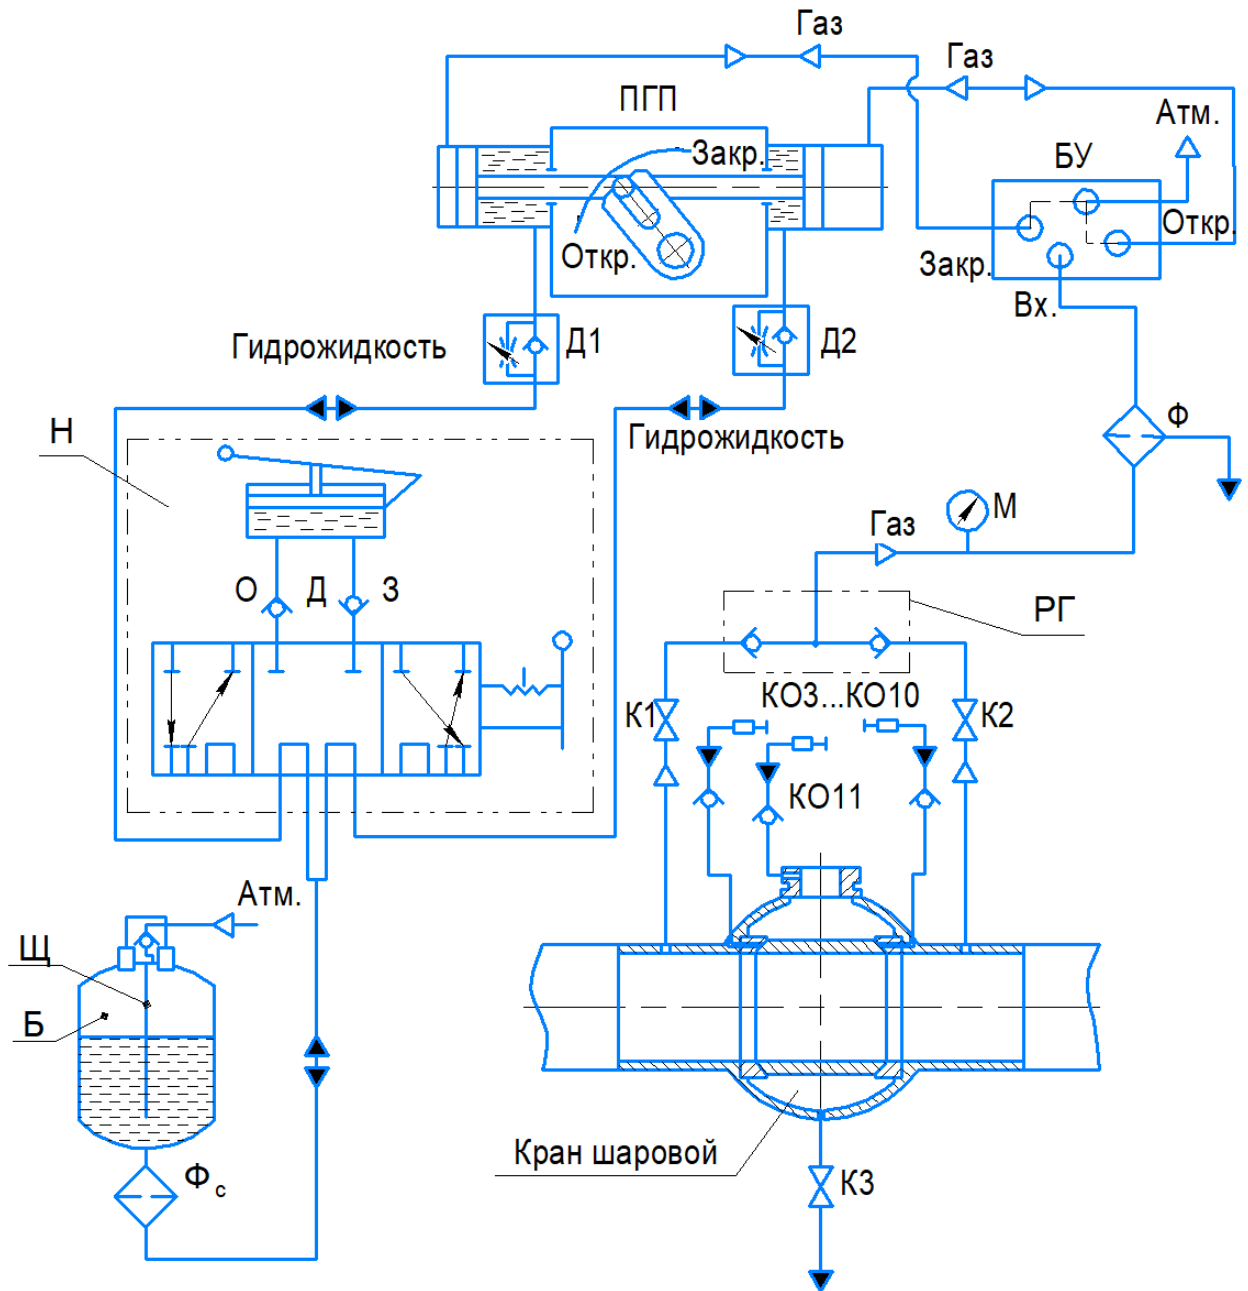 Газ
Газ
ПГП
Атм.
БУ
Закр.
Откр.
Откр.
Закр.
Вх.
Гидрожидкость
Д1
Д2
Гидрожидкость
Н
Ф
М
Газ
О
Д
З
РГ
КО3...КО10
К1
К2
КО11
Атм.
Щ
Б
Кран шаровой
Фс
К3